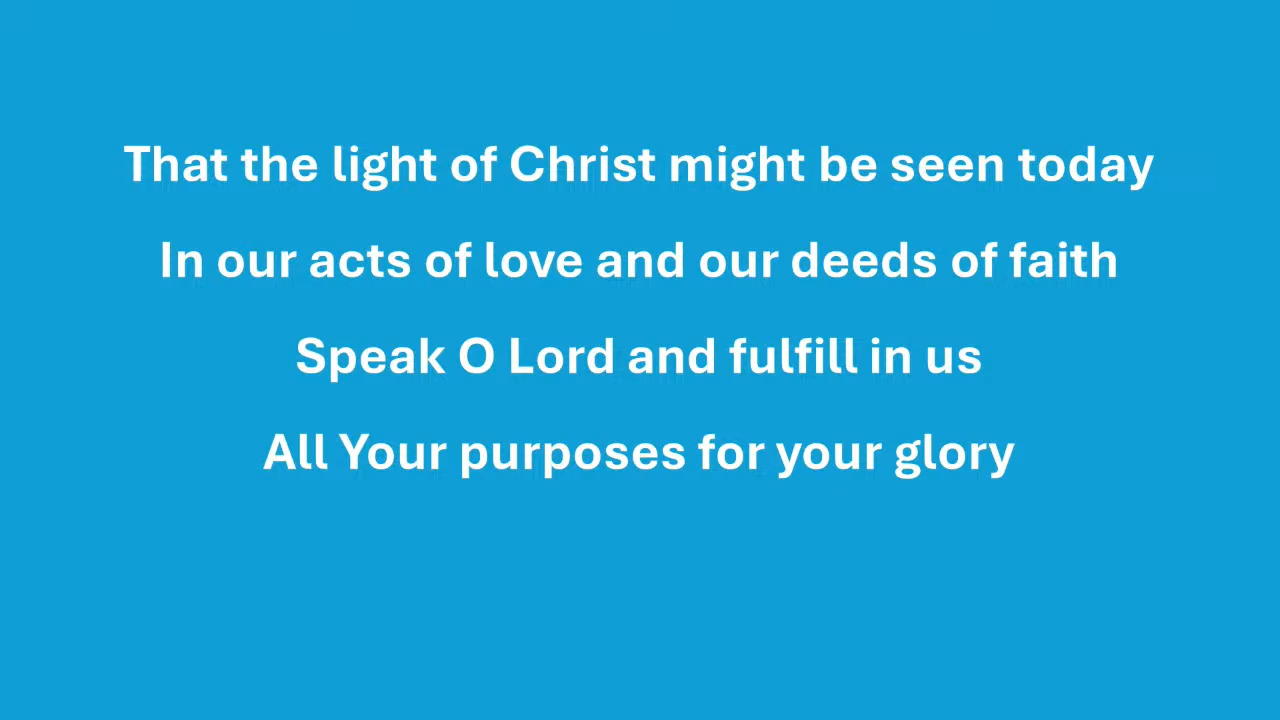 That the light of Christ might be seen today
In our acts of love and our deeds of faith
Speak O Lord and fulfill in us
All Your purposes for your glory